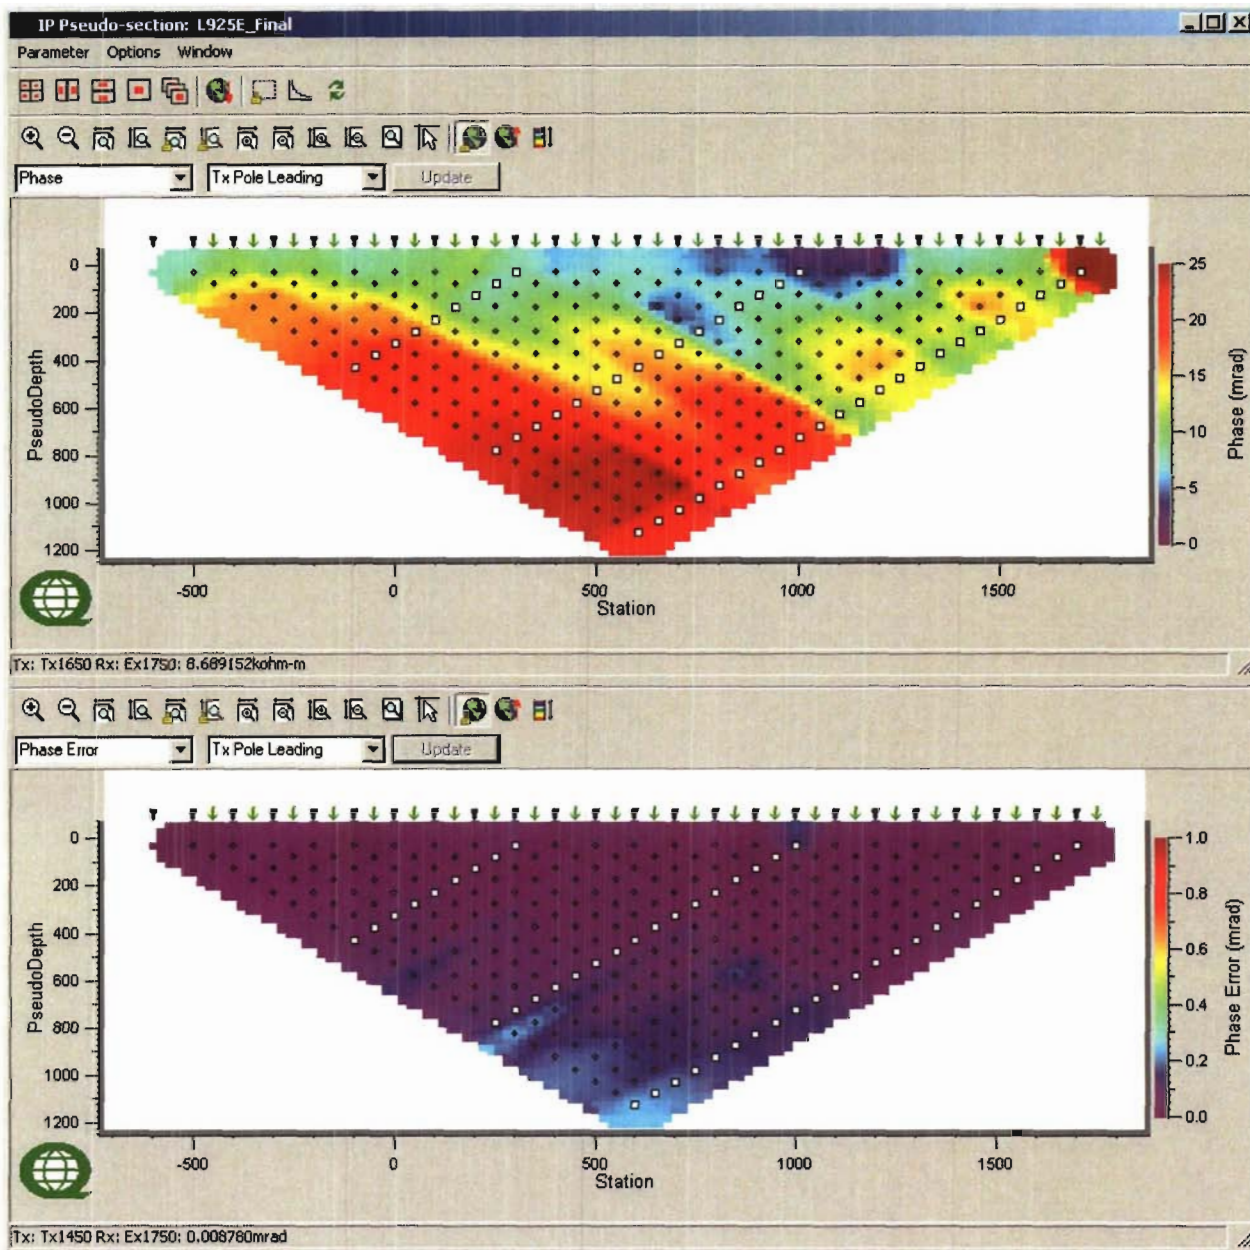 IP Pseudo-section: L925E_Final
Parameter Options Window
Phase Tx Pole Leading Update
0
200
400
600
800
1000
1200
PseudoDepth
-500 0 500 1000 1500
Station
25
20
15
10
5
0
Phase (mrad)
Tx: Tx1650 Rx: Ex1750: 8.689152kohm-m
Phase Error Tx Pole Leading Update
0
200
400
600
800
1000
1200
PseudoDepth
-500 0 500 1000 1500
Station
1.0
0.8
0.6
0.4
0.2
0.0
Phase Error (mrad)
Tx: Tx1450 Rx: Ex1750: 0.008780mrad